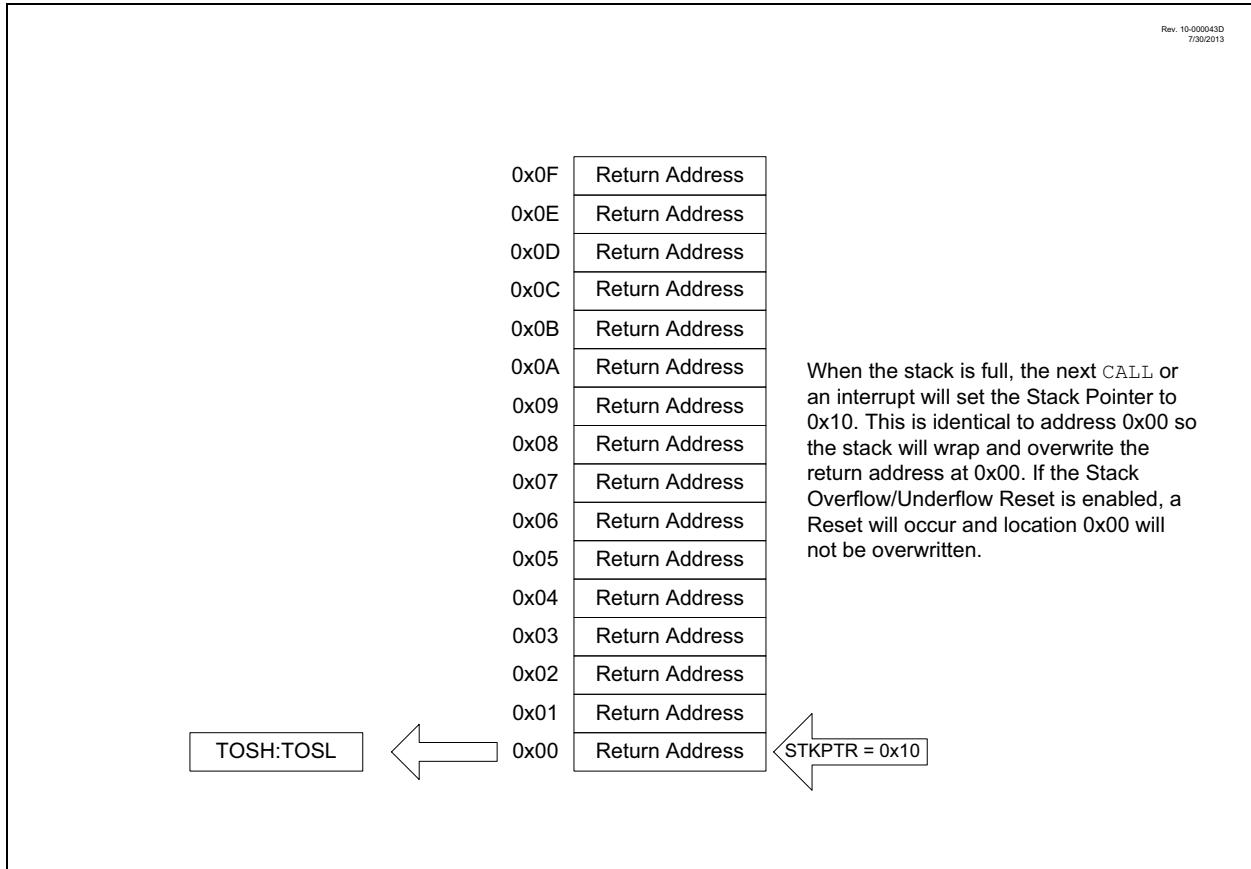 Rev. 10-000043D
7/30/2013
0x0F Return Address
0x0E Return Address
0x0D Return Address
0x0C Return Address
0x0B Return Address
0x0A Return Address
0x09 Return Address
0x08 Return Address
0x07 Return Address
0x06 Return Address
0x05 Return Address
0x04 Return Address
0x03 Return Address
0x02 Return Address
0x01 Return Address
TOSH:TOSL 0x00 Return Address STKPTR = 0x10
When the stack is full, the next CALL or
an interrupt will set the Stack Pointer to
0x10. This is identical to address 0x00 so
the stack will wrap and overwrite the
return address at 0x00. If the Stack
Overflow/Underflow Reset is enabled, a
Reset will occur and location 0x00 will
not be overwritten.